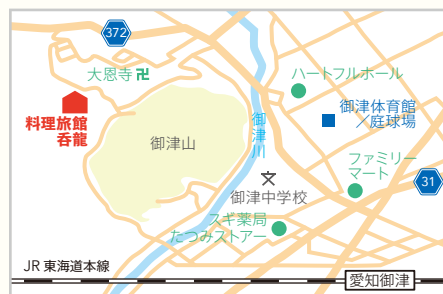 372
大恩寺
ハートフルホール
料理旅館
呑龍
御津体育館
／庭球場
御津川
御津山
ファミリー
マート
31
御津中学校
スギ薬局
たつみストアー
JR東海道本線
愛知御津